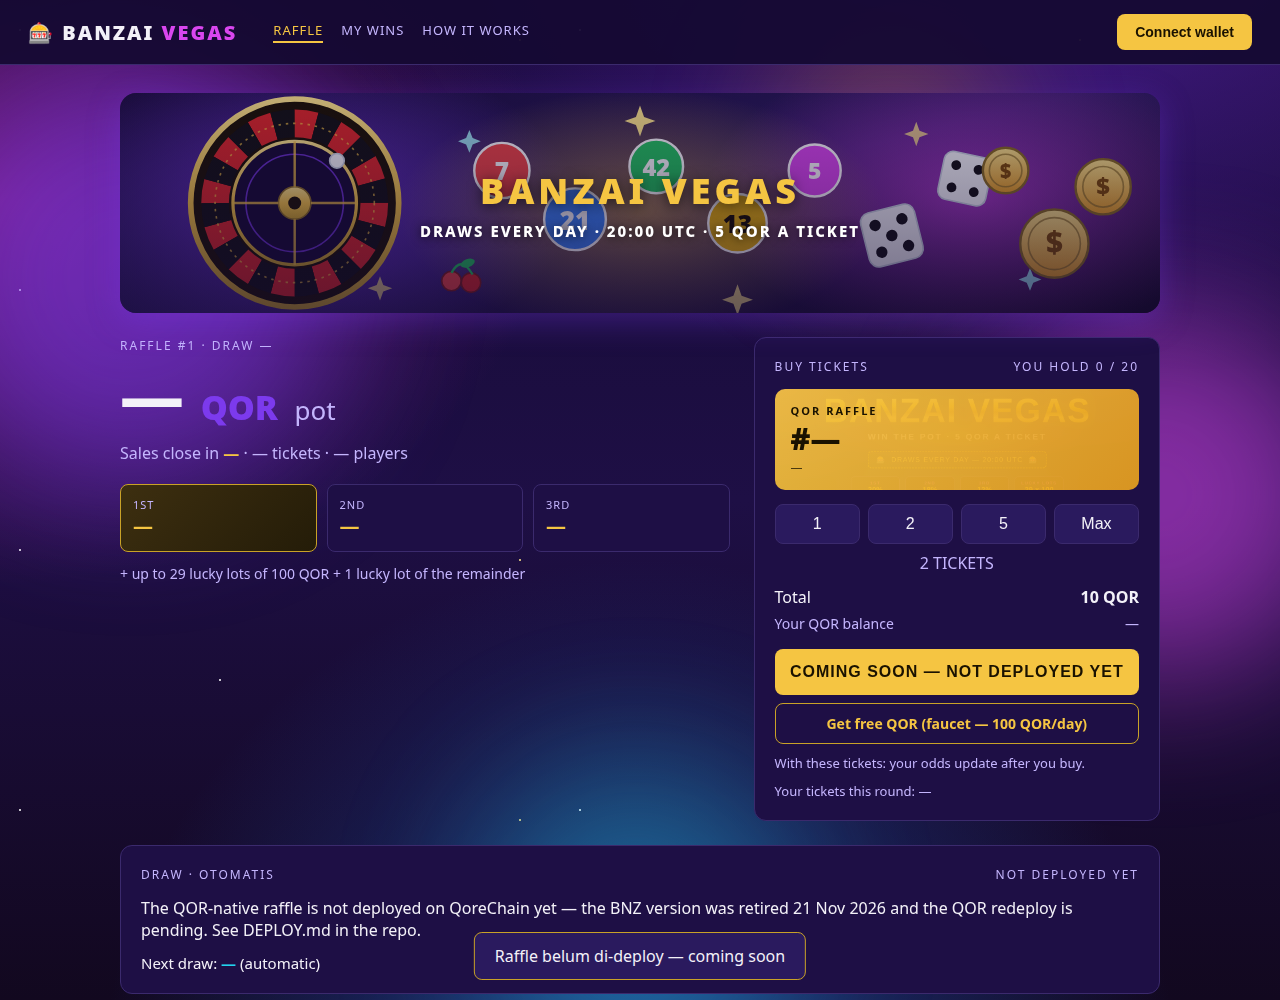 🎰 BANZAI VEGAS RAFFLE MY WINS HOW IT WORKS Connect wallet
7 42 5
21 13
$ $ $
BANZAI VEGAS
DRAWS EVERY DAY · 20:00 UTC · 5 QOR A TICKET
RAFFLE #1 · DRAW —
— QOR pot
Sales close in — · — tickets · — players
1ST
—
2ND
—
3RD
—
+ up to 29 lucky lots of 100 QOR + 1 lucky lot of the remainder
BUY TICKETS YOU HOLD 0 / 20
BANZAI VEGAS
QOR RAFFLE
#—
—
WIN THE POT · 5 QOR A TICKET
1 2 5 Max
2 TICKETS
Total 10 QOR
Your QOR balance —
COMING SOON — NOT DEPLOYED YET
Get free QOR (faucet — 100 QOR/day)
With these tickets: your odds update after you buy.
Your tickets this round: —
DRAW · OTOMATIS NOT DEPLOYED YET
The QOR-native raffle is not deployed on QoreChain yet — the BNZ version was retired 21 Nov 2026 and the QOR redeploy is
pending. See DEPLOY.md in the repo.
Raffle belum di-deploy — coming soon
Next draw: — (automatic)